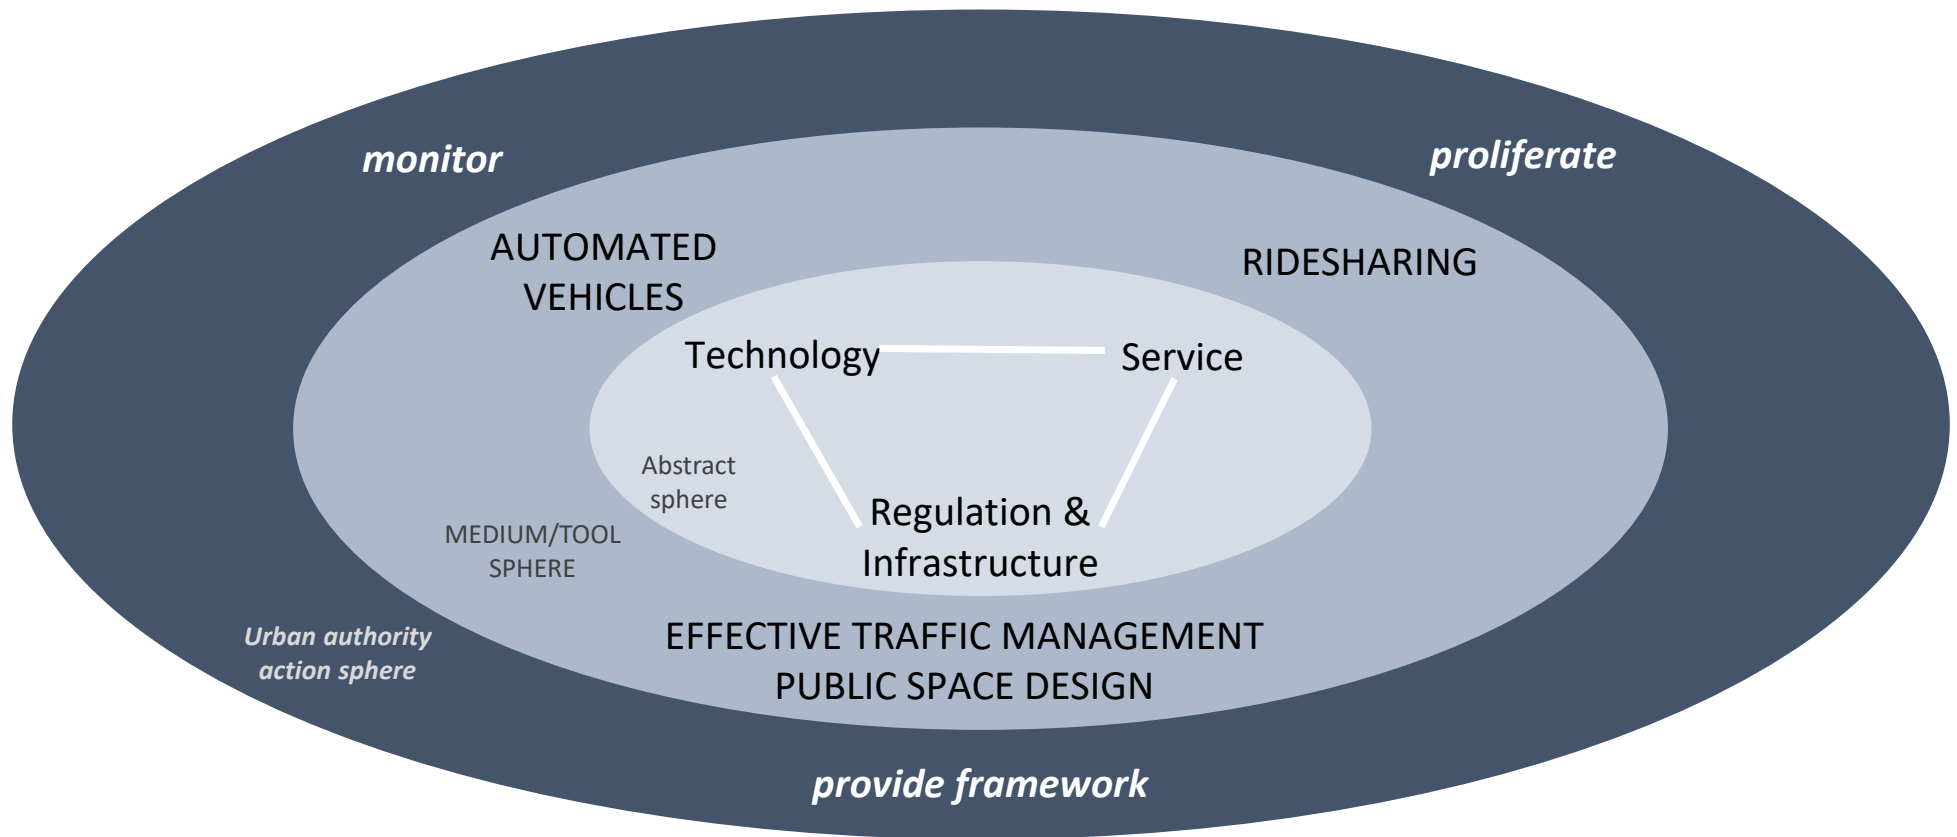 monitor
proliferate
AUTOMATED
VEHICLES
RIDESHARING
Technology
Service
Abstract
sphere
Regulation &
Infrastructure
MEDIUM/TOOL
SPHERE
Urban authority
action sphere
EFFECTIVE TRAFFIC MANAGEMENT
PUBLIC SPACE DESIGN
provide framework